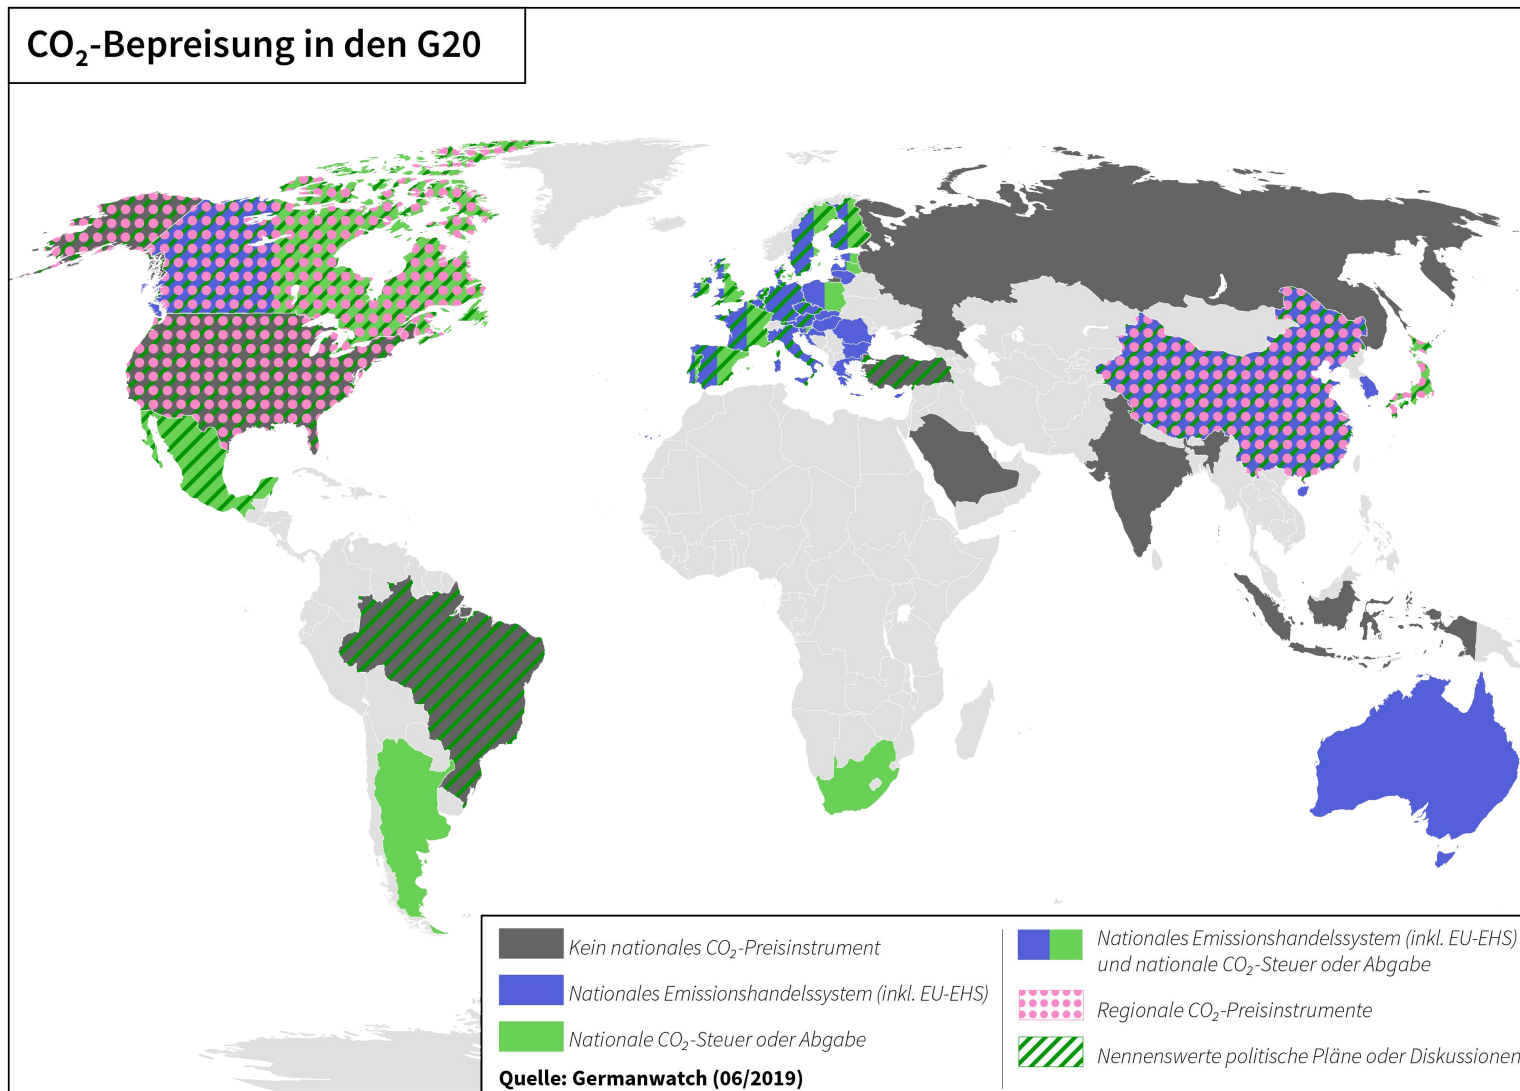 CO₂-Bepreisung in den G20
Kein nationales CO₂-Preisinstrument
Nationales Emissionshandelssystem (inkl. EU-EHS)
Nationale CO₂-Steuer oder Abgabe
Quelle: Germanwatch (06/2019)
Nationales Emissionshandelssystem (inkl. EU-EHS)
und nationale CO₂-Steuer oder Abgabe
Regionale CO₂-Preisinstrumente
Nennenswerte politische Pläne oder Diskussionen